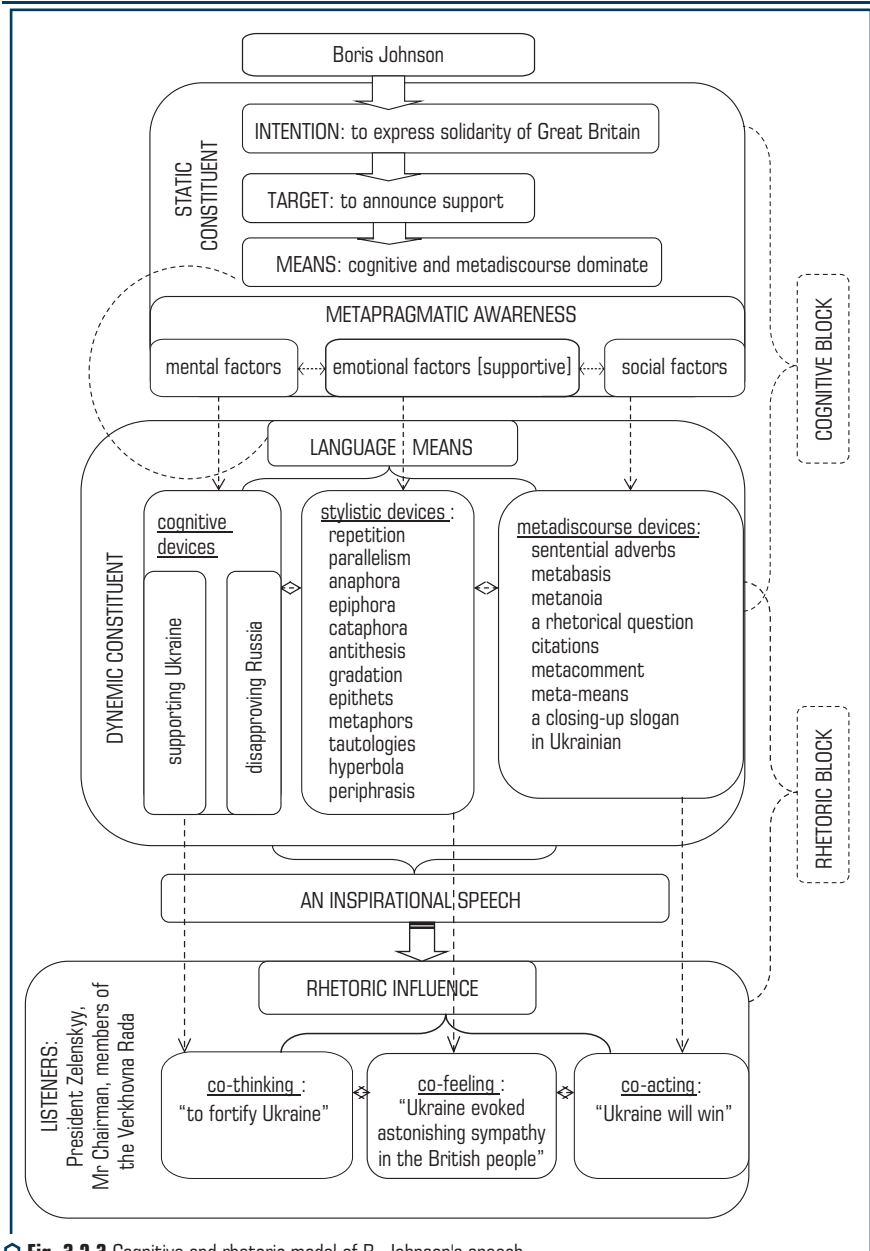 Boris Johnson
STATIC
CONSTITUENT
INTENTION: to express solidarity of Great Britain
TARGET: to announce support
MEANS: cognitive and metadiscourse dominate
METAPRAGMATIC AWARENESS
mental factors
emotional factors [supportive]
social factors
COGNITIVE BLOCK
DYNEMIC CONSTITUENT
LANGUAGE MEANS
cognitive
devices
supporting Ukraine
disapproving Russia
stylistic devices :
repetition
parallelism
anaphora
epiphora
cataphora
antithesis
gradation
epithets
metaphors
tautologies
hyperbola
periphrasis
metadiscourse devices:
sentential adverbs
metabasis
metanoia
a rhetorical question
citations
metacomment
meta-means
a closing-up slogan
in Ukrainian
RHETORIC BLOCK
AN INSPIRATIONAL SPEECH
LISTENERS:
President Zelenskyy,
Mr Chairman, members of
the Verkhovna Rada
RHETORIC INFLUENCE
co-thinking :
“to fortify Ukraine”
co-feeling :
“Ukraine evoked
astonishing sympathy
in the British people”
co-acting:
“Ukraine will win”
Fig. 3.2.3 Cognitive and rhetoric model of B. Johnson's speech